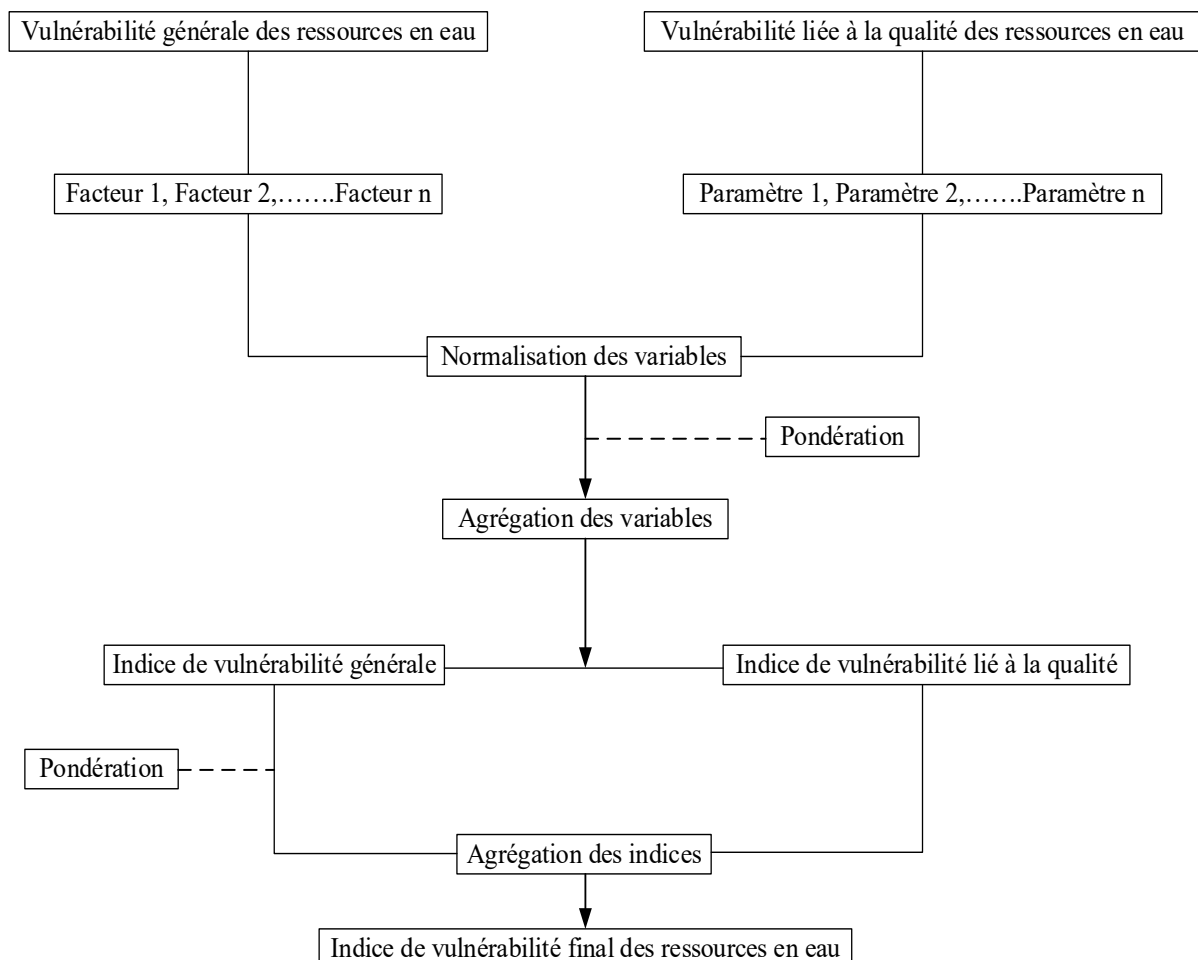 Vulnérabilité générale des ressources en eau
Vulnérabilité liée à la qualité des ressources en eau
Facteur 1, Facteur 2,…….Facteur n
Paramètre 1, Paramètre 2,…….Paramètre n
Normalisation des variables
Pondération
Agrégation des variables
Indice de vulnérabilité générale
Indice de vulnérabilité lié à la qualité
Pondération
Agrégation des indices
Indice de vulnérabilité final des ressources en eau